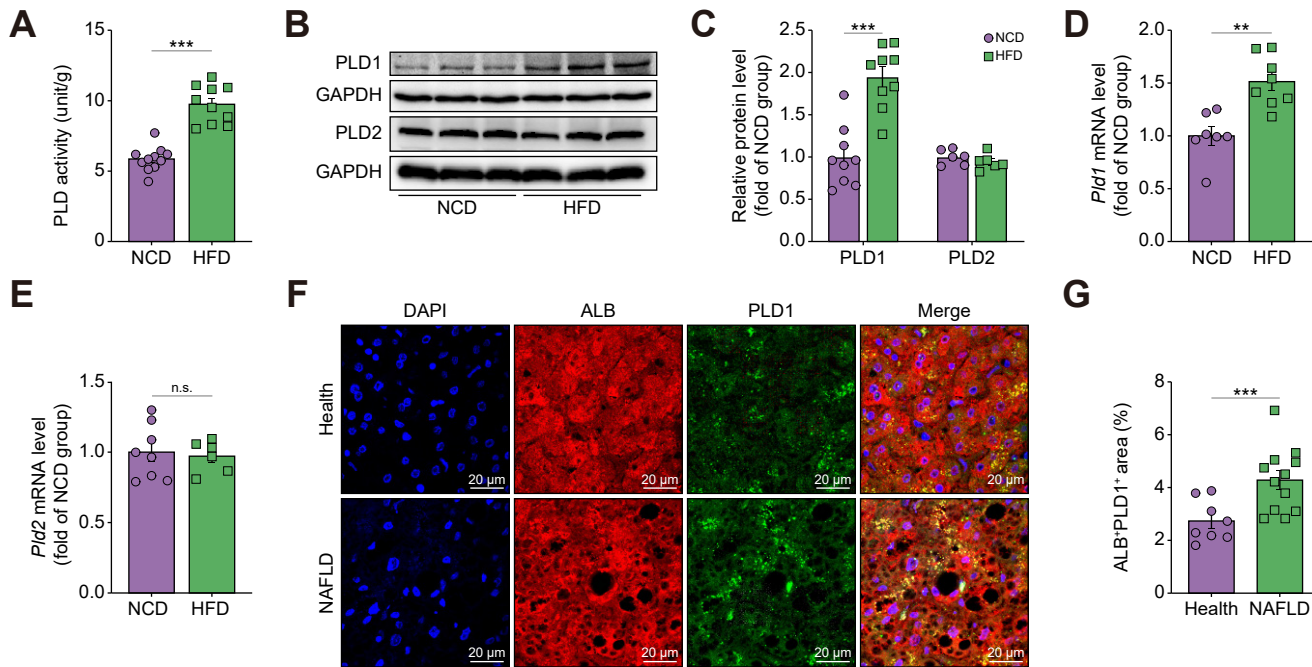 A
PLD activity (unit/g)
15
10
5
0
***
NCD
HFD
B
PLD1
GAPDH
PLD2
GAPDH
NCD
HFD
C
Relative protein level
(fold of NCD group)
2.5
2.0
1.5
1.0
0.5
0.0
***
NCD
HFD
PLD1
PLD2
D
Pld1 mRNA level
(fold of NCD group)
2.0
1.5
1.0
0.5
0.0
**
NCD
HFD
E
Pld2 mRNA level
(fold of NCD group)
1.5
1.0
0.5
0.0
n.s.
NCD
HFD
F
DAPI
ALB
PLD1
Merge
Health
20 µm
20 µm
20 µm
20 µm
NAFLD
20 µm
20 µm
20 µm
20 µm
G
ALB⁺PLD1⁺ area (%)
8
6
4
2
0
***
Health
NAFLD